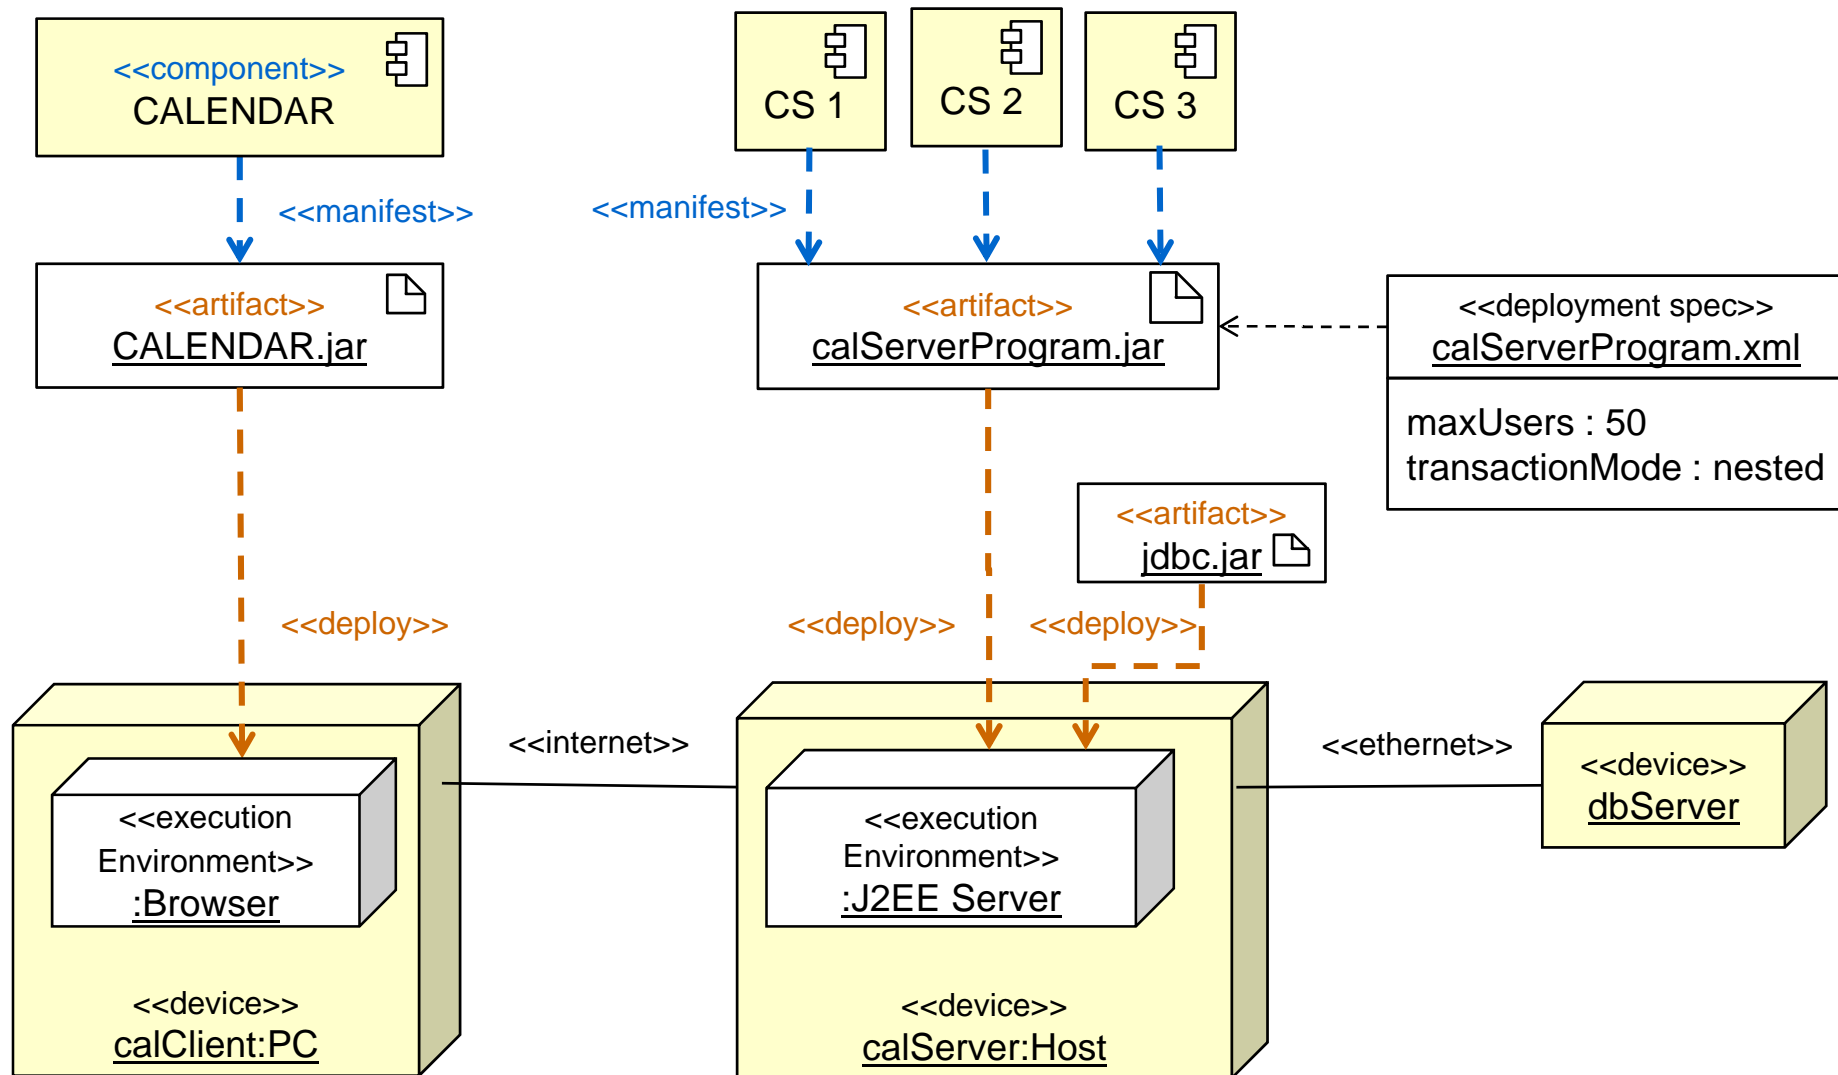 <<component>>
CALENDAR
CS 1
CS 2
CS 3
<<manifest>>
<<manifest>>
<<artifact>>
CALENDAR.jar
<<artifact>>
calServerProgram.jar
<<deployment spec>>
calServerProgram.xml
maxUsers : 50
transactionMode : nested
<<artifact>>
jdbc.jar
<<deploy>>
<<deploy>>
<<deploy>>
<<internet>>
<<ethernet>>
<<execution
Environment>>
:Browser
<<device>>
calClient:PC
<<execution
Environment>>
:J2EE Server
<<device>>
calServer:Host
<<device>>
dbServer